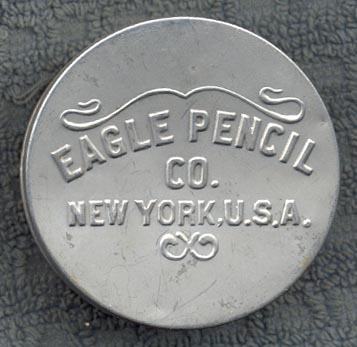 EAGLE PENCIL
CO.
NEW YORK, U.S.A.